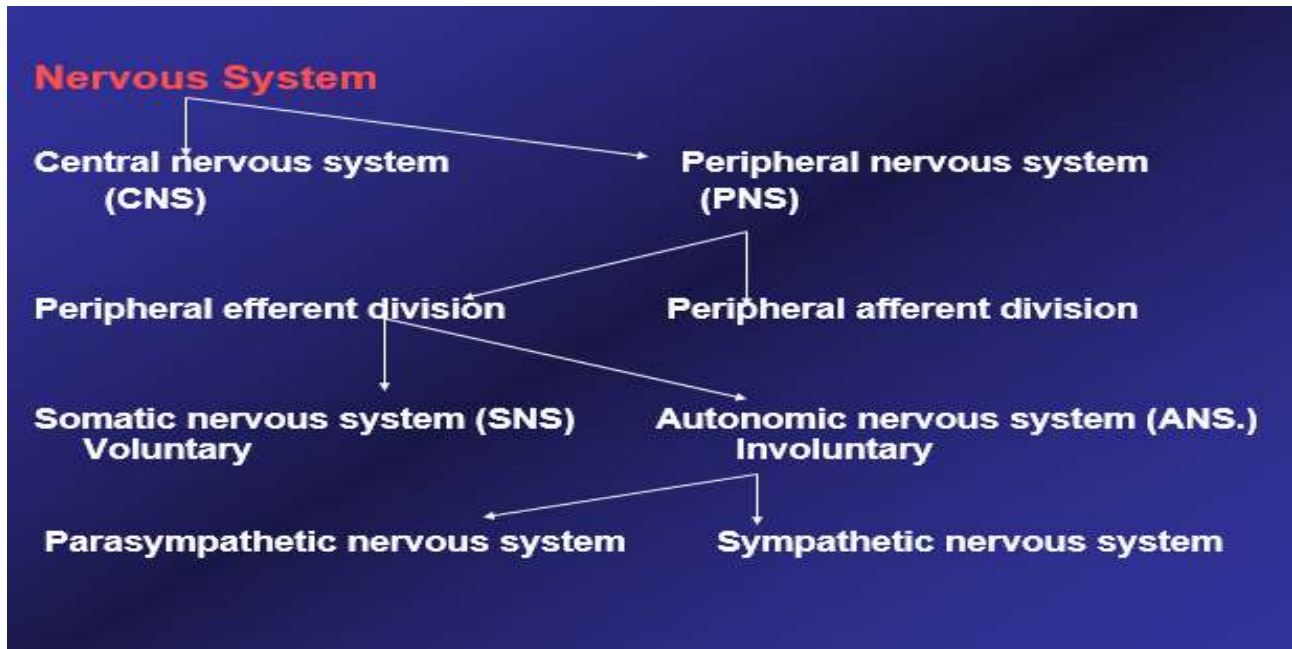 Nervous System
Central nervous system
(CNS)
Peripheral nervous system
(PNS)
Peripheral efferent division
Peripheral afferent division
Somatic nervous system (SNS)
Voluntary
Autonomic nervous system (ANS.)
Involuntary
Parasympathetic nervous system
Sympathetic nervous system